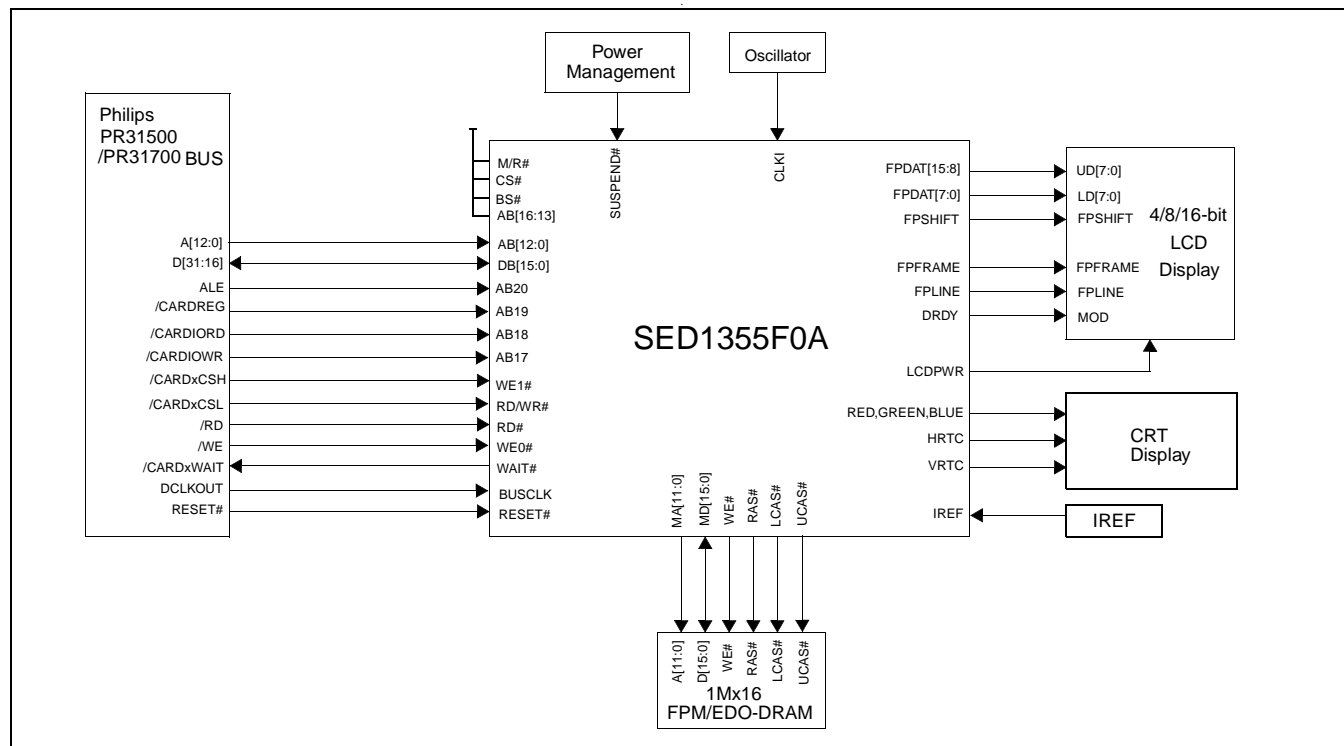 Power
Management
Oscillator
Philips
PR31500
/PR31700 BUS
A[12:0]
D[31:16]
ALE
/CARDREG
/CARDIORD
/CARDIOWR
/CARDxCSH
/CARDxCSL
/RD
/WE
/CARDxWAIT
DCLKOUT
RESET#
M/R#
CS#
BS#
AB[16:13]
AB[12:0]
DB[15:0]
AB20
AB19
AB18
AB17
WE1#
RD/WR#
RD#
WE0#
WAIT#
BUSCLK
RESET#
SUSPEND#
CLKI
SED1355F0A
FPDAT[15:8]
FPDAT[7:0]
FPSHIFT
FPFRAME
FPLINE
DRDY
LCDPWR
RED,GREEN,BLUE
HRTC
VRTC
IREF
UD[7:0]
LD[7:0]
FPSHIFT
FPFRAME
FPLINE
MOD
4/8/16-bit
LCD
Display
CRT
Display
IREF
MA[11:0]
MD[15:0]
WE#
RAS#
LCAS#
UCAS#
A[11:0]
D[15:0]
WE#
RAS#
LCAS#
UCAS#
1Mx16
FPM/EDO-DRAM